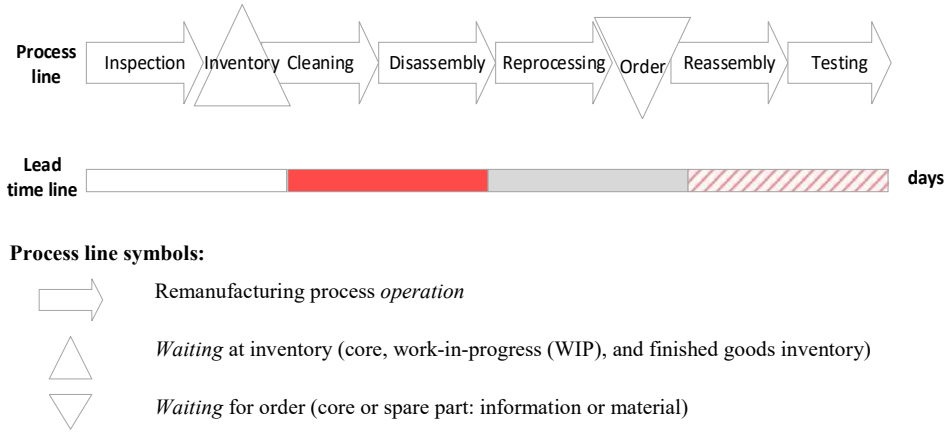 Process line
Inspection Inventory Cleaning Disassembly Reprocessing Order Reassembly Testing
Lead time line
days
Process line symbols:
Remanufacturing process operation
Waiting at inventory (core, work-in-progress (WIP), and finished goods inventory)
Waiting for order (core or spare part: information or material)